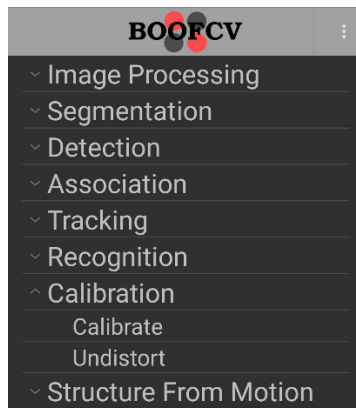 BOOFCV
Image Processing
Segmentation
Detection
Association
Tracking
Recognition
Calibration
Calibrate
Undistort
Structure From Motion